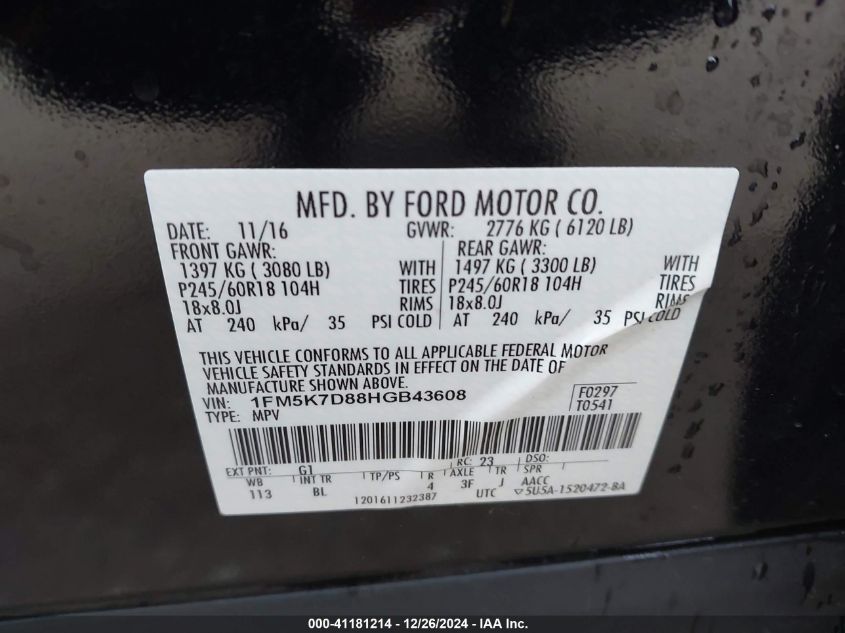 MFD. BY FORD MOTOR CO.
DATE: 11/16 GVWR: 2776 KG ( 6120 LB)
FRONT GAWR: REAR GAWR:
1397 KG ( 3080 LB) WITH 1497 KG ( 3300 LB) WITH
P245/60R18 104H TIRES P245/60R18 104H TIRES
18x8.0J RIMS 18x8.0J RIMS
AT 240 kPa/ 35 PSI COLD AT 240 kPa/ 35 PSI COLD
THIS VEHICLE CONFORMS TO ALL APPLICABLE FEDERAL MOTOR
VEHICLE SAFETY STANDARDS IN EFFECT ON THE DATE OF
MANUFACTURE SHOWN ABOVE.
VIN: 1FM5K7D88HGB43608 F0297
TYPE: MPV T0541
EXT PNT: G1 RC: 23 DSO:
WB INT TR TP/PS R AXLE TR SPR
113 BL 4 3F J AACC
1201611232387 UTC ▽5U5A-1520472-BA
000-41181214 - 12/26/2024 - IAA Inc.